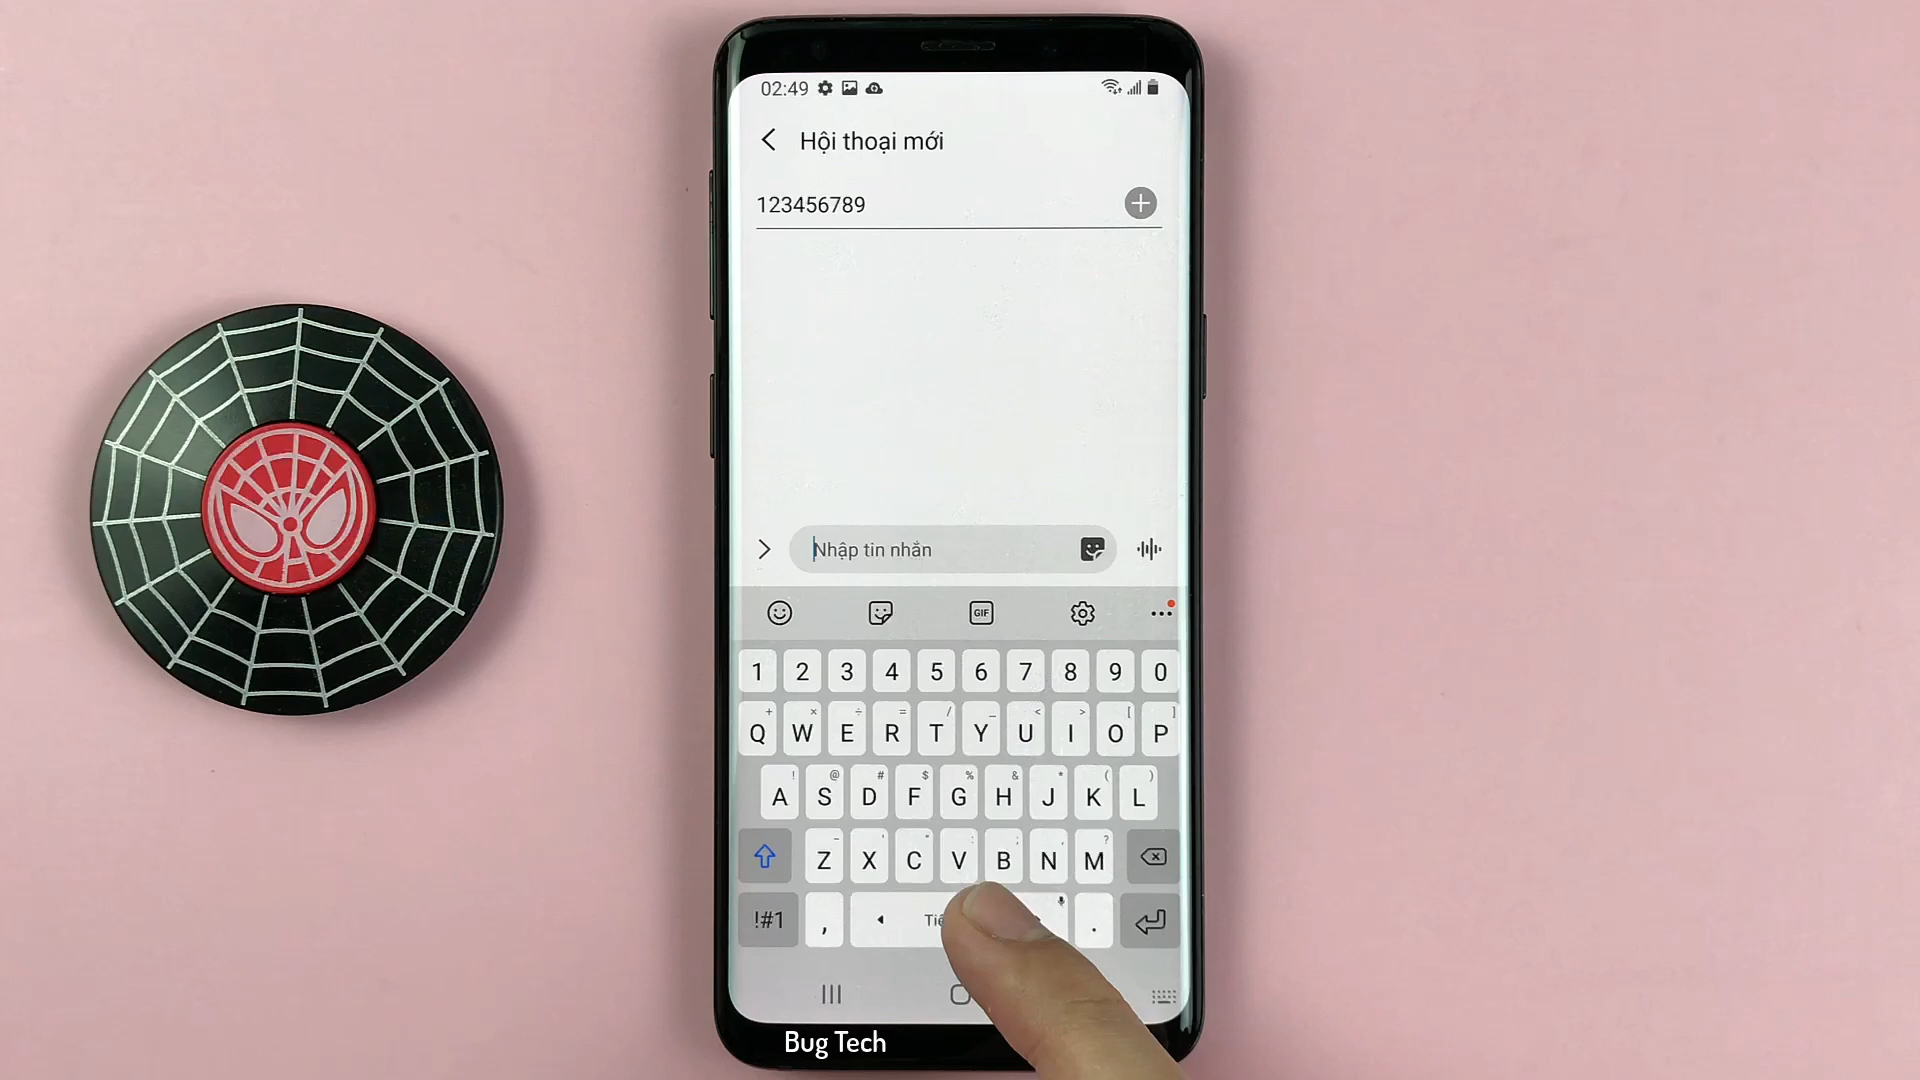 02:49
Hội thoại mới
123456789
Nhập tin nhắn
GIF
1 2 3 4 5 6 7 8 9 0
+ × ÷ = / _ < > [ ]
Q W E R T Y U I O P
! @ # $ % & * ( )
A S D F G H J K L
- ' " : ; , ?
Z X C V B N M
!#1 , .
Bug Tech